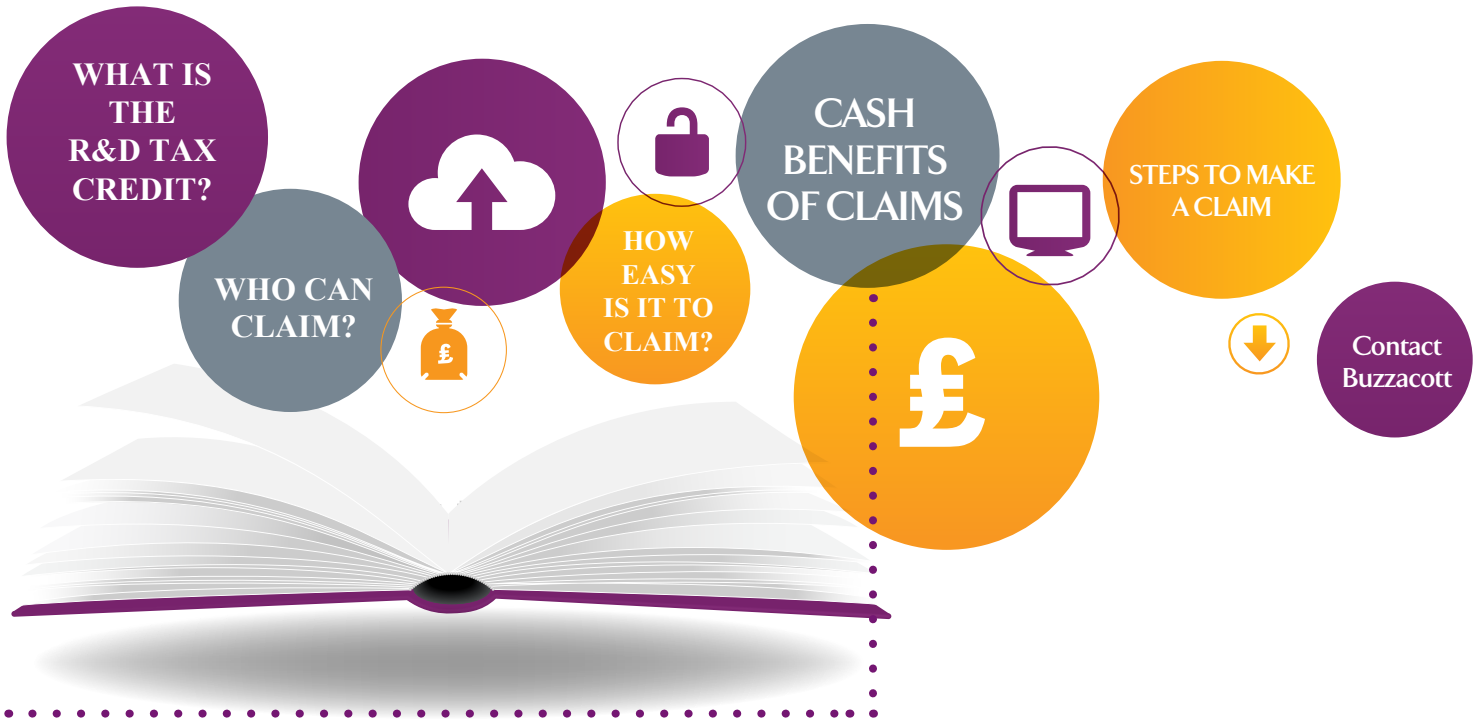 WHAT IS
THE
R&D TAX
CREDIT?
WHO CAN
CLAIM?
£
HOW
EASY
IS IT TO
CLAIM?
CASH
BENEFITS
OF CLAIMS
£
STEPS TO MAKE
A CLAIM
Contact
Buzzacott